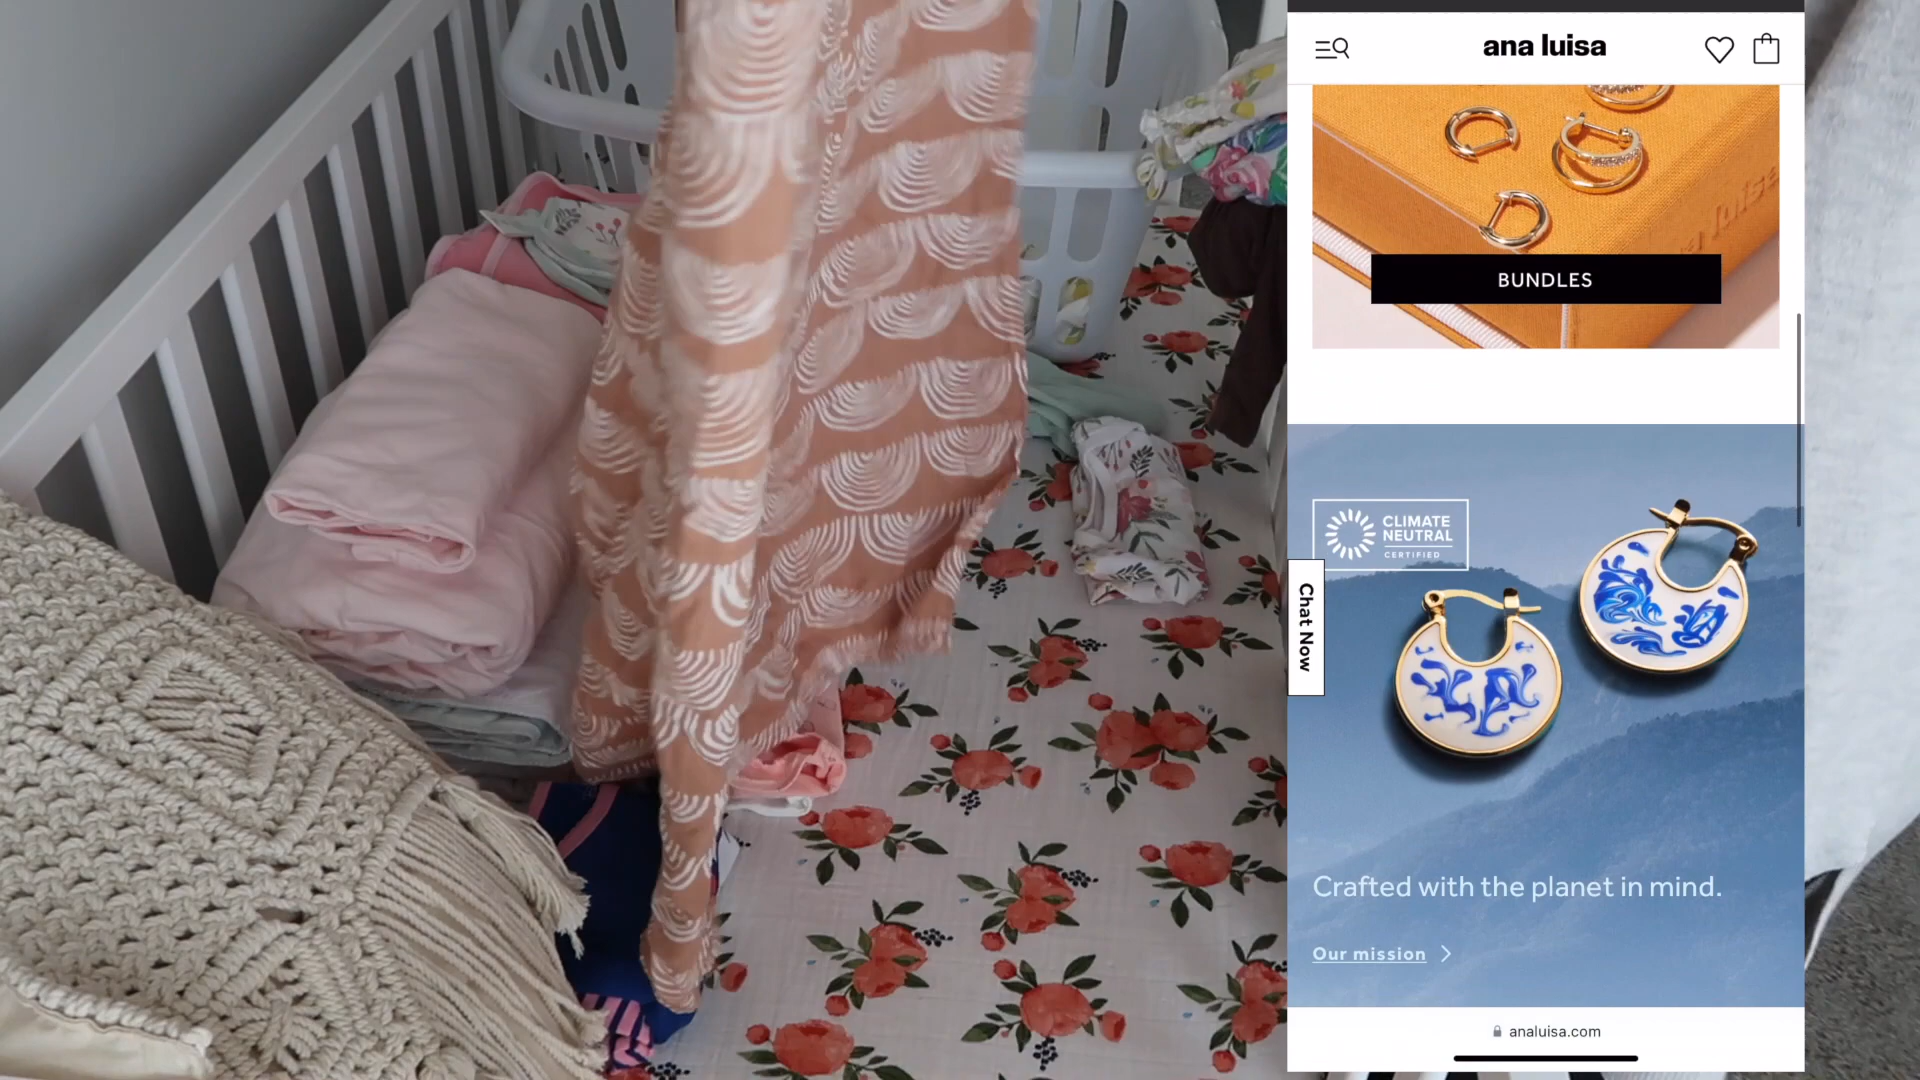 ana luisa
BUNDLES
CLIMATE
NEUTRAL
CERTIFIED
Chat Now
Crafted with the planet in mind.
Our mission
analuisa.com